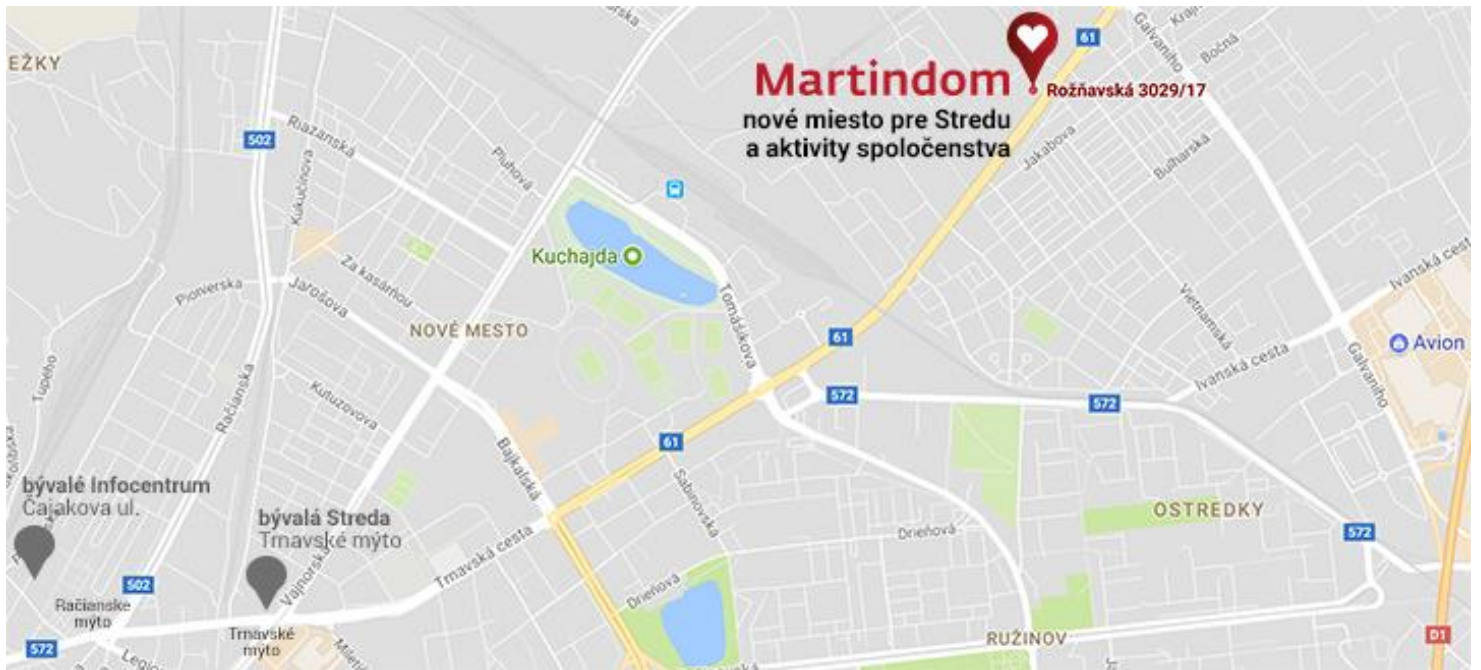 EŽKY
61
Galvaniho
Bočná
Martindom
nové miesto pre Stredu
a aktivity spoločenstva
Rožňavská 3029/17
Riazanská
502
Kukučínova
Pluhová
Jakabova
Bulharská
Kuchajda
Tomášikova
Ivanská cesta
Pionierska
Jarošova
Za kasárňou
NOVÉ MESTO
Vietnamská
61
Avion
Tupého
Račianska
Kutuzovova
Ivanská cesta
Galvaniho
572
572
61
Bajkalská
Sabinovská
bývalé Infocentrum
Čajakova ul.
bývalá Streda
Trnavské mýto
OSTREDKY
Drieňová
572
Vajnorská
Trnavská cesta
Drieňová
502
Račianske
mýto
Trnavské
mýto
572
RUŽINOV
D1